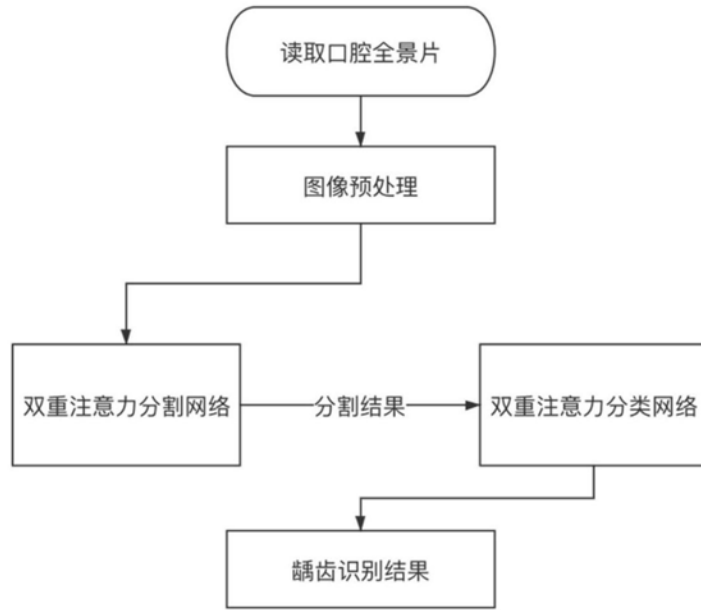 读取口腔全景片
图像预处理
双重注意力分割网络
分割结果
双重注意力分类网络
龋齿识别结果